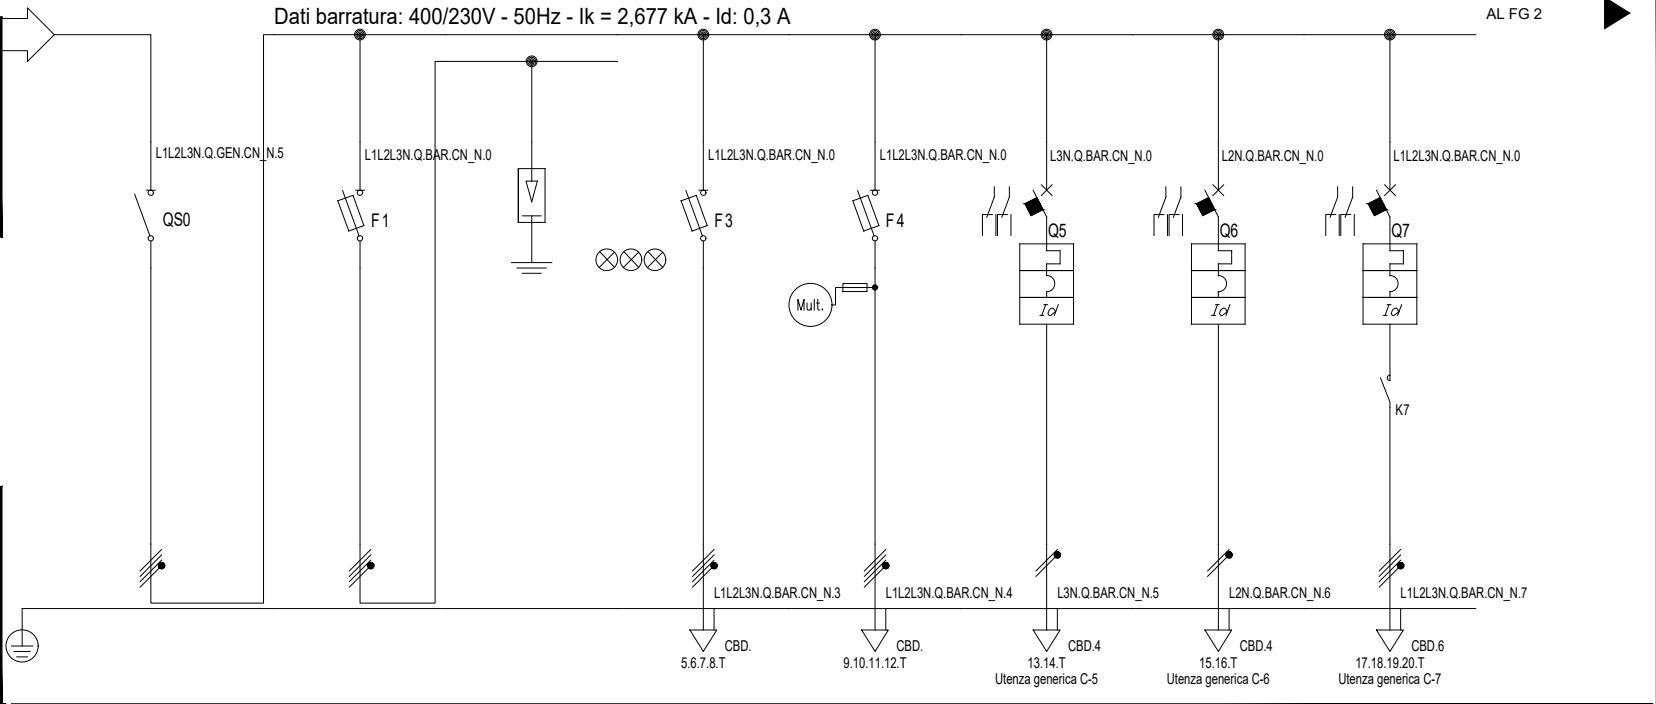 Dati barratura: 400/230V - 50Hz - Ik = 2,677 kA - Id: 0,3 A
AL FG 2
L1L2L3N.Q.GEN.CN_N.5
L1L2L3N.Q.BAR.CN_N.0
L1L2L3N.Q.BAR.CN_N.0
L1L2L3N.Q.BAR.CN_N.0
L3N.Q.BAR.CN_N.0
L2N.Q.BAR.CN_N.0
L1L2L3N.Q.BAR.CN_N.0
QS0
F1
F3
F4
Q5
Q6
Q7
Mult.
Id
Id
Id
K7
L1L2L3N.Q.BAR.CN_N.3
L1L2L3N.Q.BAR.CN_N.4
L3N.Q.BAR.CN_N.5
L2N.Q.BAR.CN_N.6
L1L2L3N.Q.BAR.CN_N.7
CBD.
CBD.
CBD.4
CBD.4
CBD.6
5.6.7.8.T
9.10.11.12.T
13.14.T
15.16.T
17.18.19.20.T
Utenza generica C-5
Utenza generica C-6
Utenza generica C-7